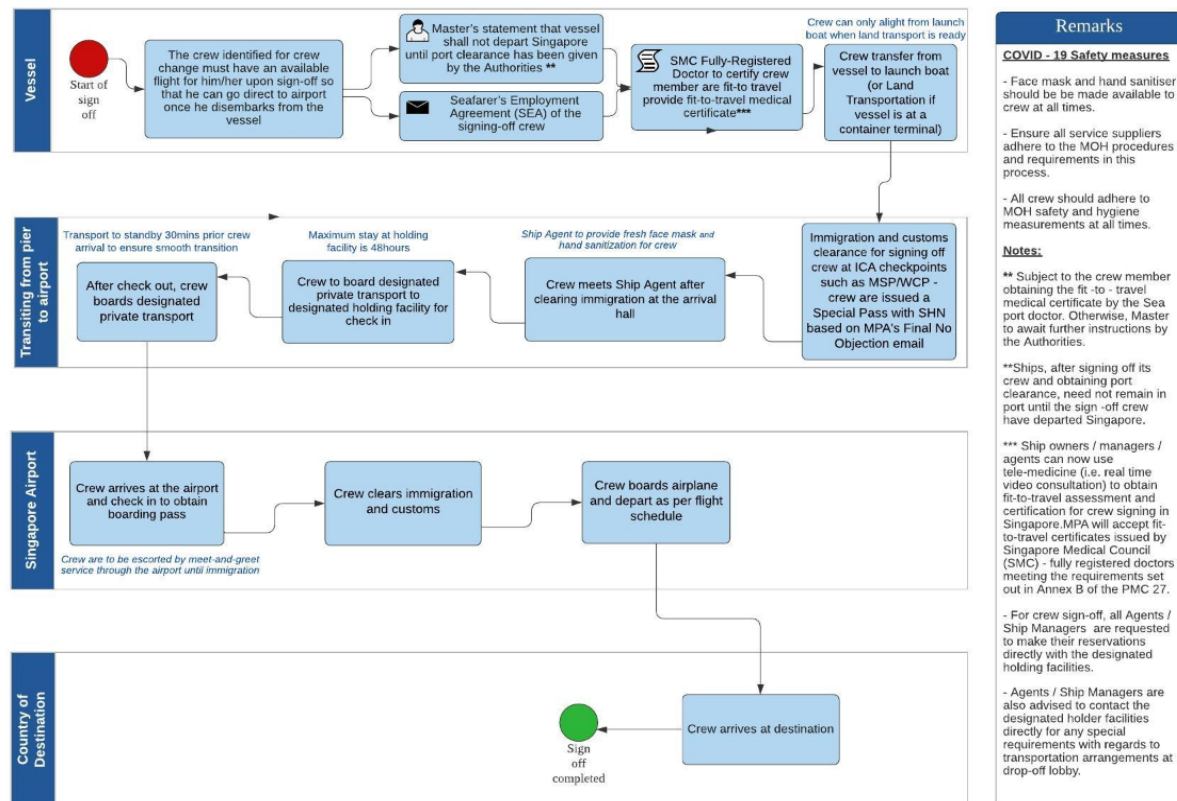 Vessel
Start of
sign
off
The crew identified for crew
change must have an available
flight for him/her upon sign-off so
that he can go direct to airport
once he disembarks from the
vessel
Master's statement that vessel
shall not depart Singapore
until port clearance has been given
by the Authorities **
Seafarer's Employment
Agreement (SEA) of the
signing-off crew
SMC Fully-Registered
Doctor to certify crew
member are fit-to travel
provide fit-to-travel medical
certificate***
Crew can only alight from launch
boat when land transport is ready
Crew transfer from
vessel to launch boat
(or Land
Transportation if
vessel is at a
container terminal)
Transiting from pier
to airport
Immigration and customs
clearance for signing off
crew at ICA checkpoints
such as MSP/WCP -
crew are issued a
Special Pass with SHN
based on MPA's Final No
Objection email
Ship Agent to provide fresh face mask and
hand sanitization for crew
Crew meets Ship Agent after
clearing immigration at the arrival
hall
Maximum stay at holding
facility is 48hours
Crew to board designated
private transport to
designated holding facility for
check in
Transport to standby 30mins prior crew
arrival to ensure smooth transition
After check out, crew
boards designated
private transport
Singapore Airport
Crew arrives at the airport
and check in to obtain
boarding pass
Crew are to be escorted by meet-and-greet
service through the airport until immigration
Crew clears immigration
and customs
Crew boards airplane
and depart as per flight
schedule
Country of
Destination
Crew arrives at destination
Sign
off
completed
Remarks
COVID - 19 Safety measures
- Face mask and hand sanitiser
should be be made available to
crew at all times.
- Ensure all service suppliers
adhere to the MOH procedures
and requirements in this
process.
- All crew should adhere to
MOH safety and hygiene
measurements at all times.
Notes:
** Subject to the crew member
obtaining the fit -to - travel
medical certificate by the Sea
port doctor. Otherwise, Master
to await further instructions by
the Authorities.
**Ships, after signing off its
crew and obtaining port
clearance, need not remain in
port until the sign -off crew
have departed Singapore.
*** Ship owners / managers /
agents can now use
tele-medicine (i.e. real time
video consultation) to obtain
fit-to-travel assessment and
certification for crew signing in
Singapore.MPA will accept fit-
to-travel certificates issued by
Singapore Medical Council
(SMC) - fully registered doctors
meeting the requirements set
out in Annex B of the PMC 27.
- For crew sign-off, all Agents /
Ship Managers are requested
to make their reservations
directly with the designated
holding facilities.
- Agents / Ship Managers are
also advised to contact the
designated holder facilities
directly for any special
requirements with regards to
transportation arrangements at
drop-off lobby.